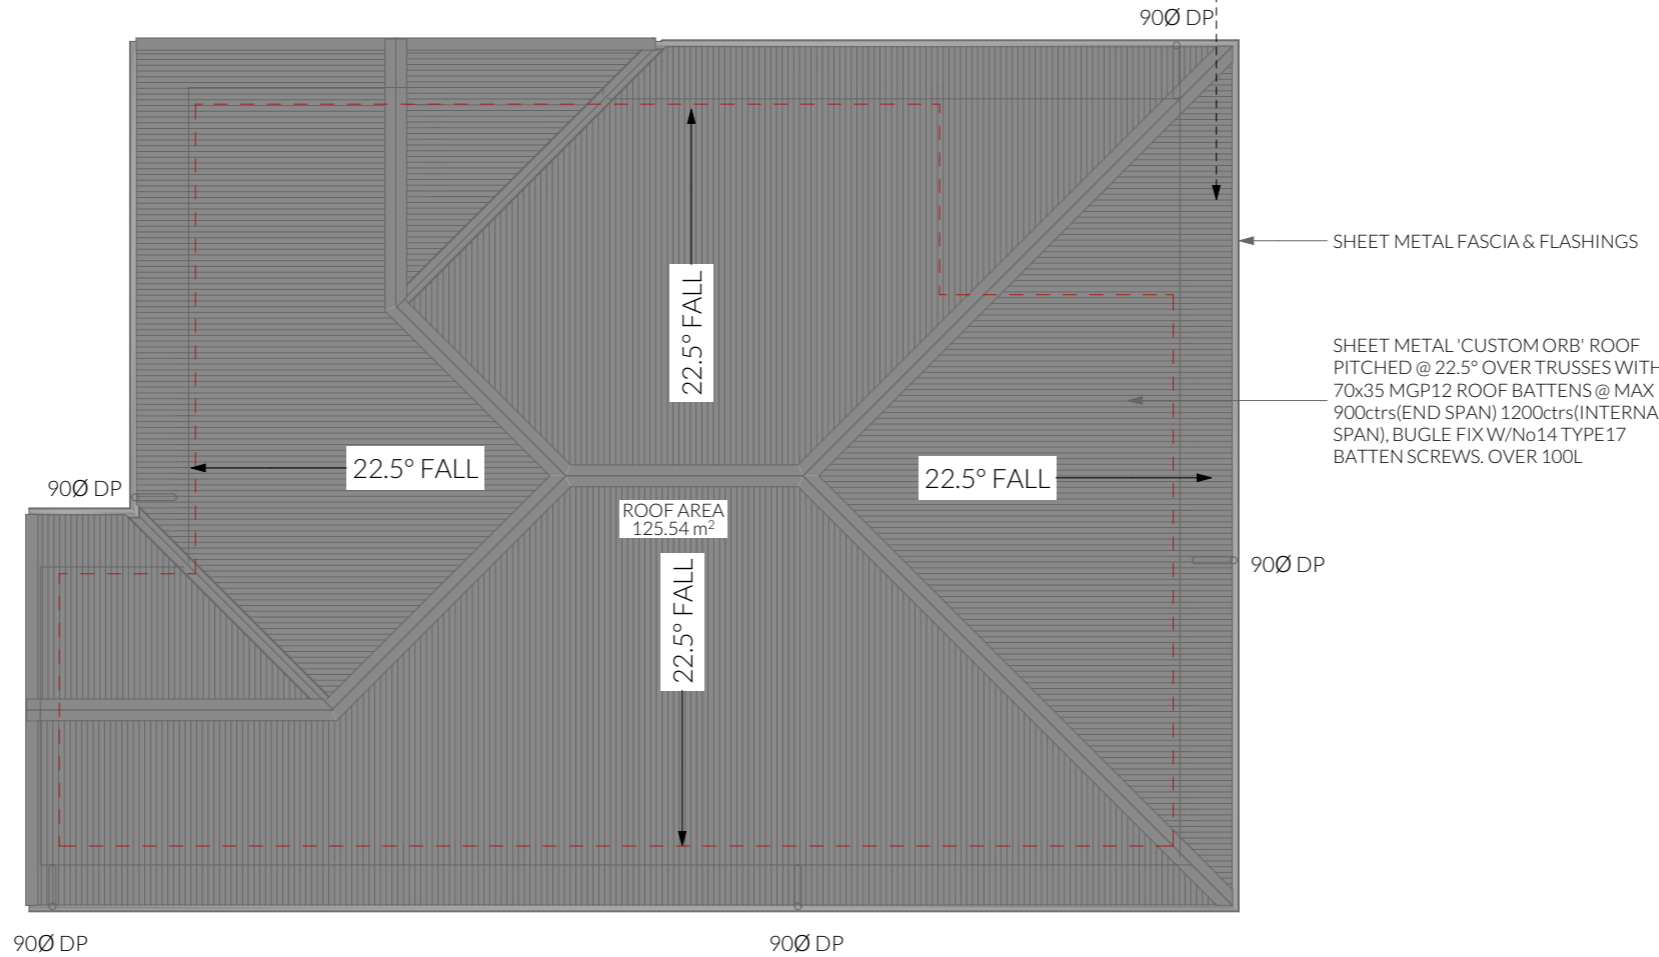 90Ø DP
SHEET METAL FASCIA & FLASHINGS
22.5° FALL
SHEET METAL 'CUSTOM ORB' ROOF
PITCHED @ 22.5° OVER TRUSSES WITH
70x35 MGP12 ROOF BATTENS @ MAX
900ctrs(END SPAN) 1200ctrs(INTERNA
SPAN), BUGLE FIX W/No14 TYPE17
BATTEN SCREWS. OVER 100L
22.5° FALL
22.5° FALL
90Ø DP
ROOF AREA
125.54 m²
22.5° FALL
90Ø DP
90Ø DP
90Ø DP